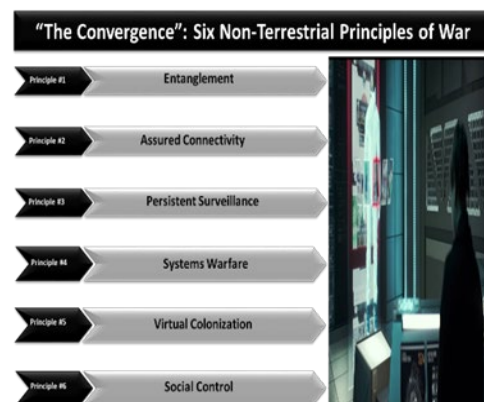 “The Convergence”: Six Non-Terrestrial Principles of War
Principle #1
Entanglement
Principle #2
Assured Connectivity
Principle #3
Persistent Surveillance
Principle #4
Systems Warfare
Principle #5
Virtual Colonization
Principle #6
Social Control